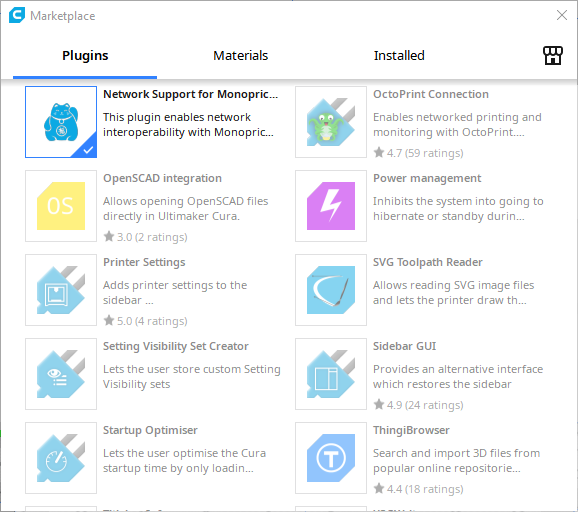 Marketplace
Plugins
Materials
Installed
Network Support for Monopric...
This plugin enables network
interoperability with Monopric...
OctoPrint Connection
Enables networked printing and
monitoring with OctoPrint....
4.7 (59 ratings)
OS
OpenSCAD integration
Allows opening OpenSCAD files
directly in Ultimaker Cura.
3.0 (2 ratings)
Power management
Inhibits the system into going to
hibernate or standby durin...
Printer Settings
Adds printer settings to the
sidebar ...
5.0 (4 ratings)
SVG Toolpath Reader
Allows reading SVG image files
and lets the printer draw th...
Setting Visibility Set Creator
Lets the user store custom Setting
Visibility sets
Sidebar GUI
Provides an alternative interface
which restores the sidebar
4.9 (24 ratings)
Startup Optimiser
Lets the user optimise the Cura
startup time by only loadin...
T
ThingiBrowser
Search and import 3D files from
popular online repositorie...
4.4 (18 ratings)